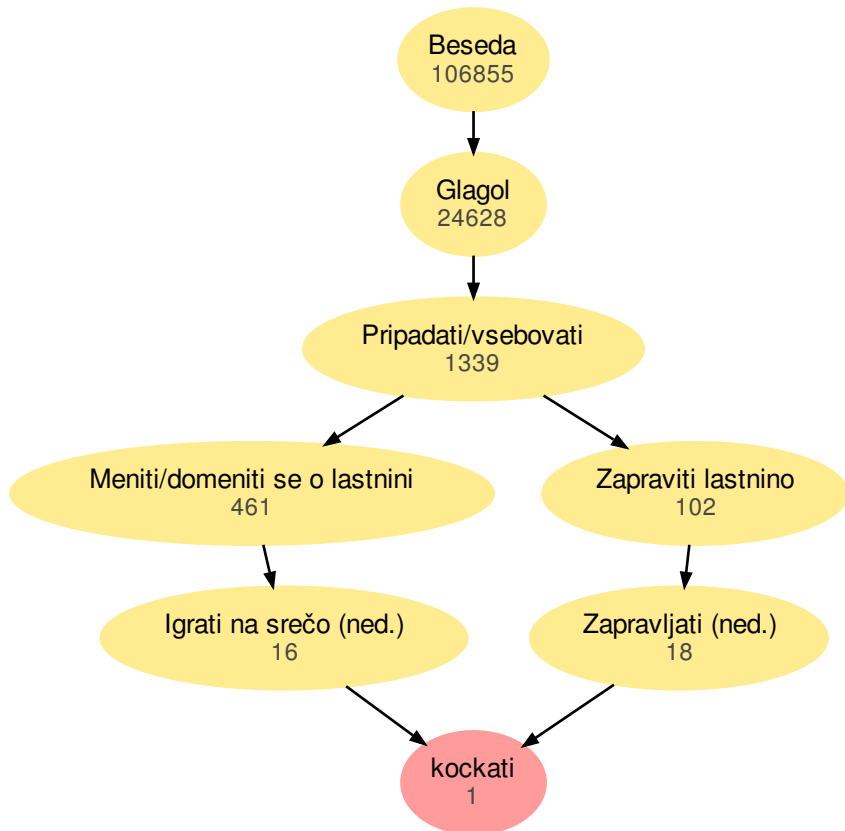 Beseda
106855
Glagol
24628
Pripadati/vsebovati
1339
Meniti/domeniti se o lastnini
461
Zapraviti lastnino
102
Igrati na srečo (ned.)
16
Zapravljati (ned.)
18
kockati
1